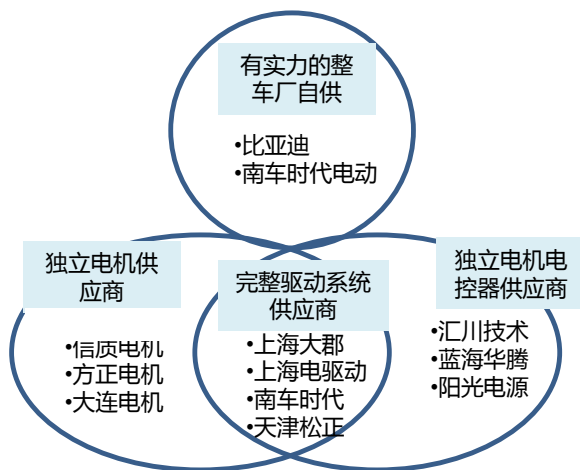 有实力的整
车厂自供
•比亚迪
•南车时代电动
独立电机供
应商
•信质电机
•方正电机
•大连电机
完整驱动系统
供应商
•上海大郡
•上海电驱动
•南车时代
•天津松正
独立电机电
控器供应商
•汇川技术
•蓝海华腾
•阳光电源